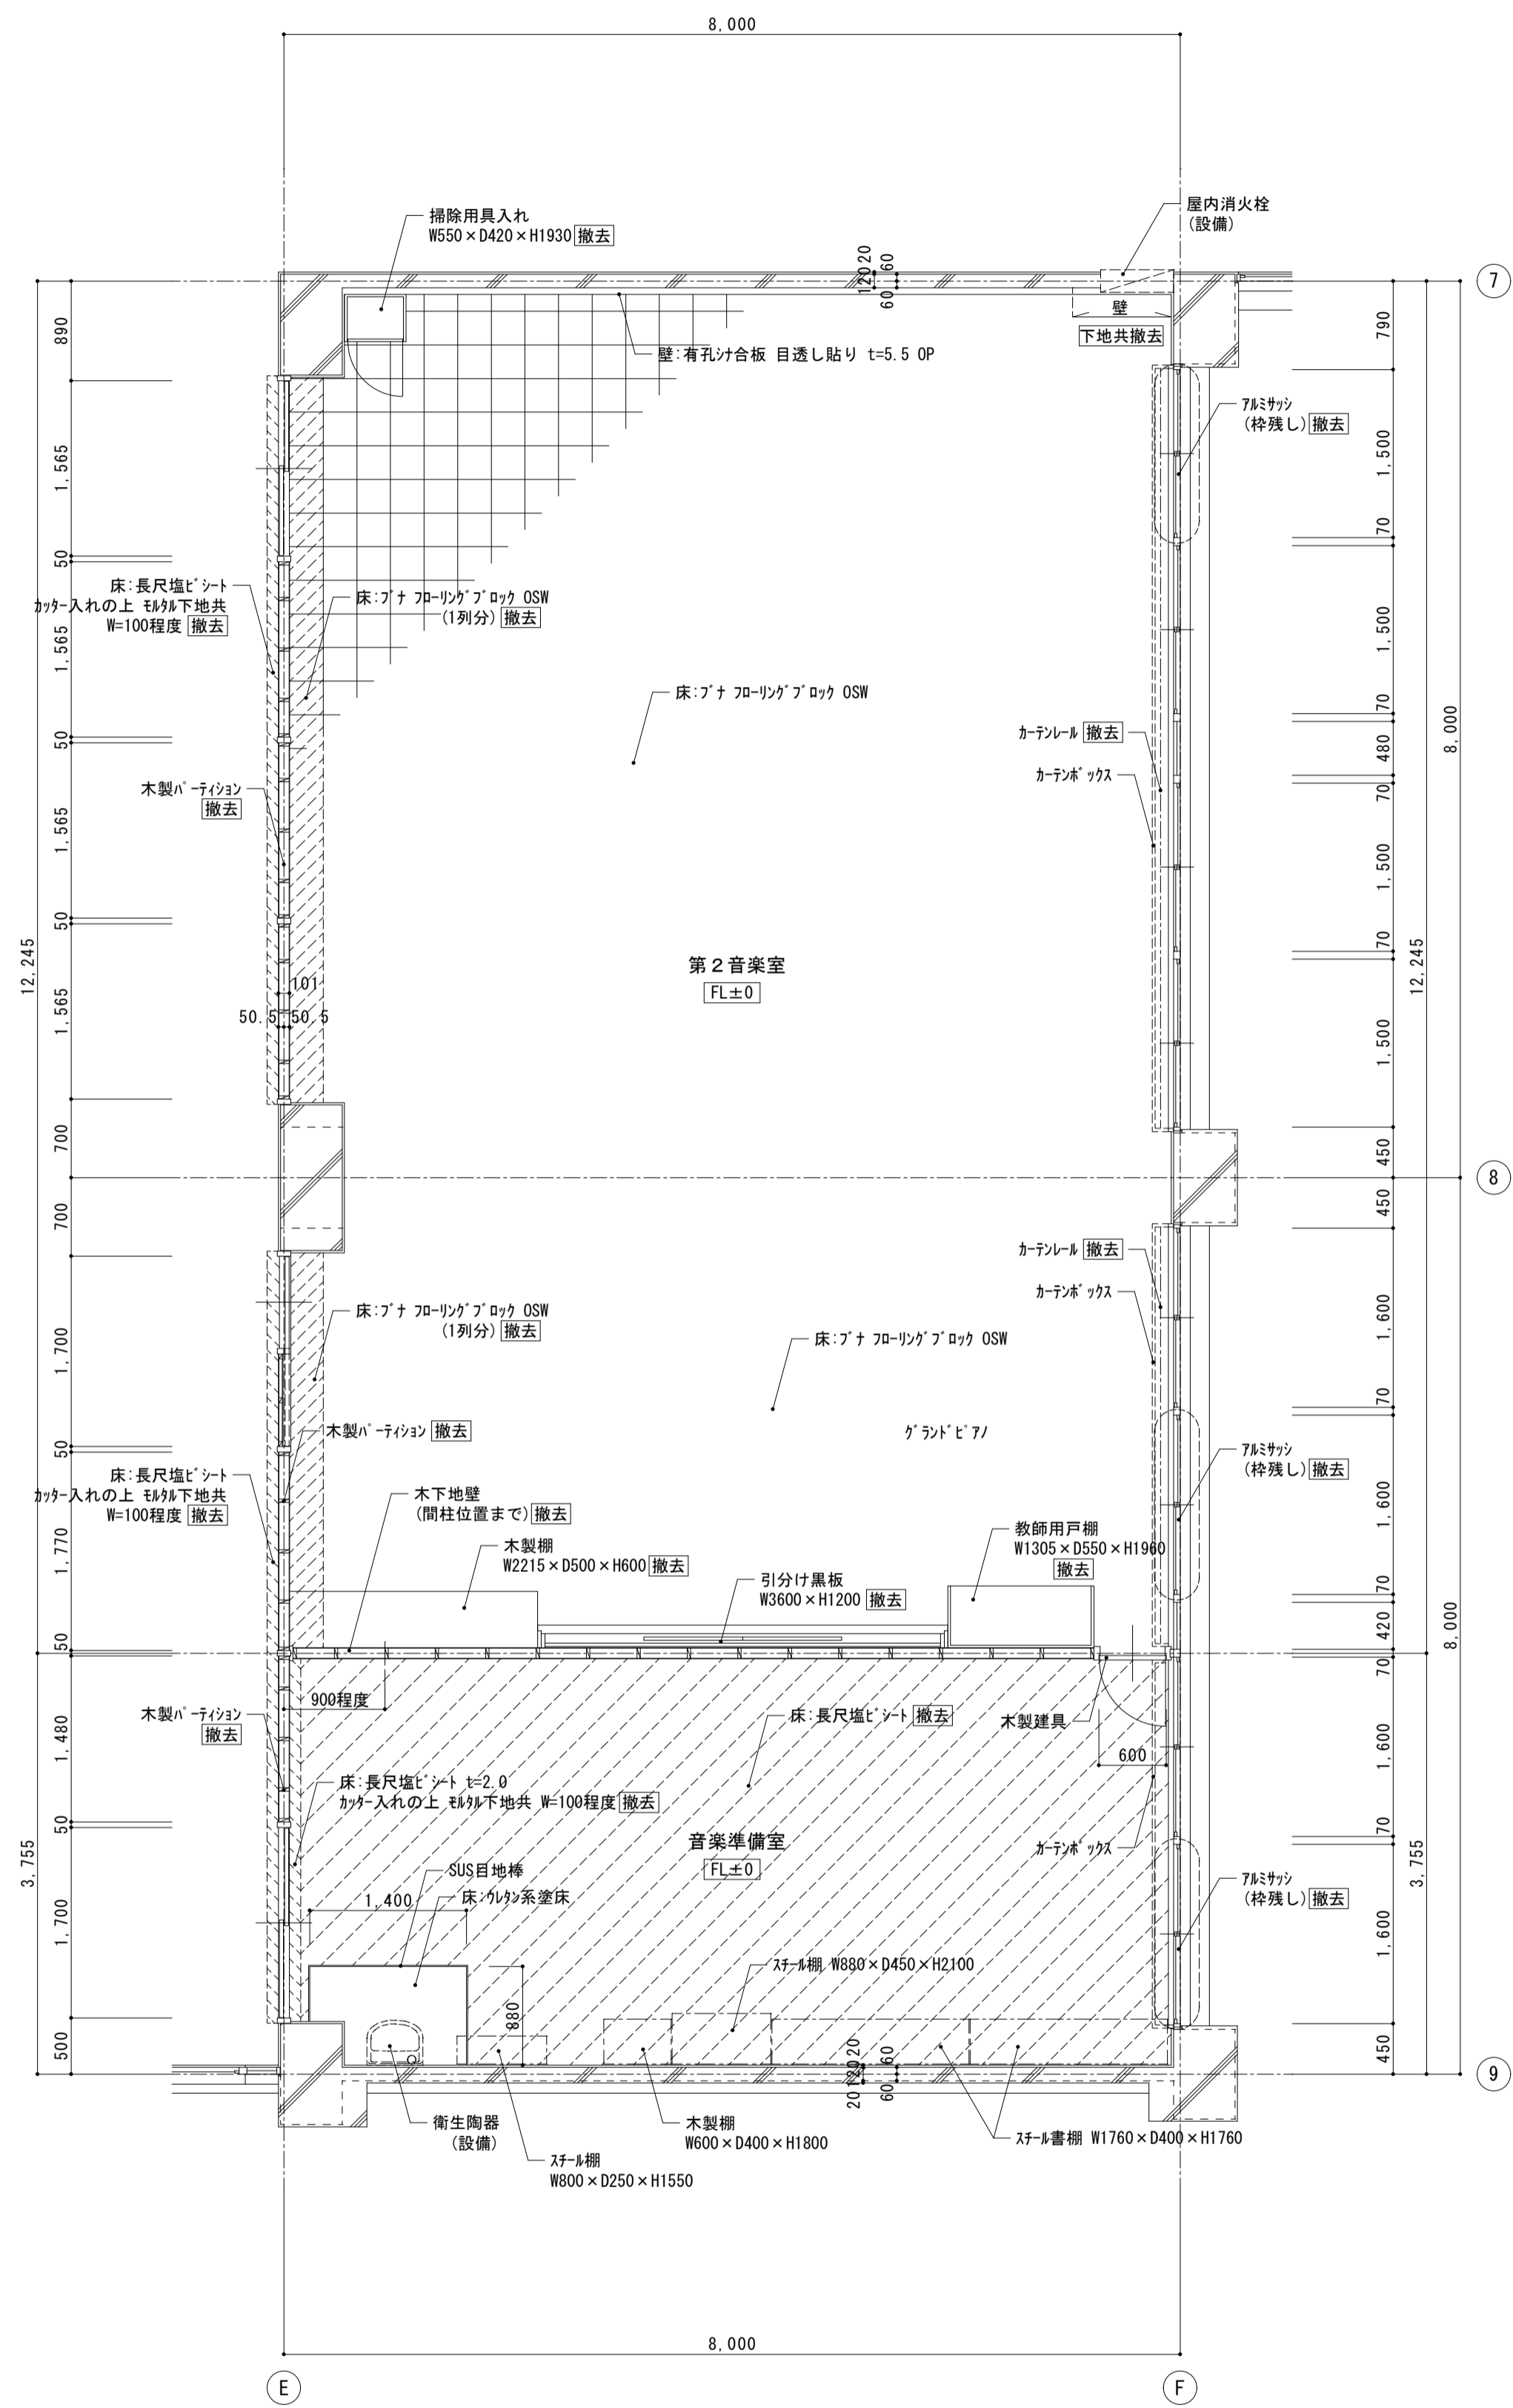 8,000
屋内消火栓
(設備)
掃除用具入れ
W550×D420×H1930 撤去
120 20
60
60
7
890
790
壁
下地共撤去
壁:有孔シナ合板 目透し貼り t=5.5 OP
アルミサッシ
(枠残し) 撤去
1,565
1,500
70
50
床:長尺塩ビシート
カッター入れの上 モルタル下地共
W=100程度 撤去
床:ブナ フローリングブロック OSW
(1列分) 撤去
1,565
1,500
床:ブナ フローリングブロック OSW
70
カーテンレール 撤去
8,000
50
480
カーテンボックス
70
木製パーティション
撤去
1,565
1,500
50
70
12,245
第2音楽室
FL±0
12,245
101
50.5
50.5
1,565
1,500
700
450
8
700
450
カーテンレール 撤去
カーテンボックス
床:ブナ フローリングブロック OSW
(1列分) 撤去
床:ブナ フローリングブロック OSW
1,700
1,600
70
グランドピアノ
木製パーティション 撤去
50
アルミサッシ
(枠残し) 撤去
床:長尺塩ビシート
カッター入れの上 モルタル下地共
W=100程度 撤去
木下地壁
(間柱位置まで) 撤去
1,600
教師用戸棚
W1305×D550×H1960
撤去
木製棚
W2215×D500×H600 撤去
1,770
引分け黒板
W3600×H1200 撤去
70
420
8,000
50
70
900程度
木製パーティション
撤去
床:長尺塩ビシート 撤去
木製建具
1,480
600
1,600
床:長尺塩ビシート t=2.0
カッター入れの上 モルタル下地共 W=100程度 撤去
50
70
音楽準備室
FL±0
カーテンボックス
3,755
3,755
SUS目地棒
床:ウレタン系塗床
1,400
アルミサッシ
(枠残し) 撤去
1,700
1,600
スチール棚 W880×D450×H2100
880
500
450
20 120 20
60
60
9
衛生陶器
(設備)
木製棚
W600×D400×H1800
スチール書棚 W1760×D400×H1760
スチール棚
W800×D250×H1550
8,000
E
F